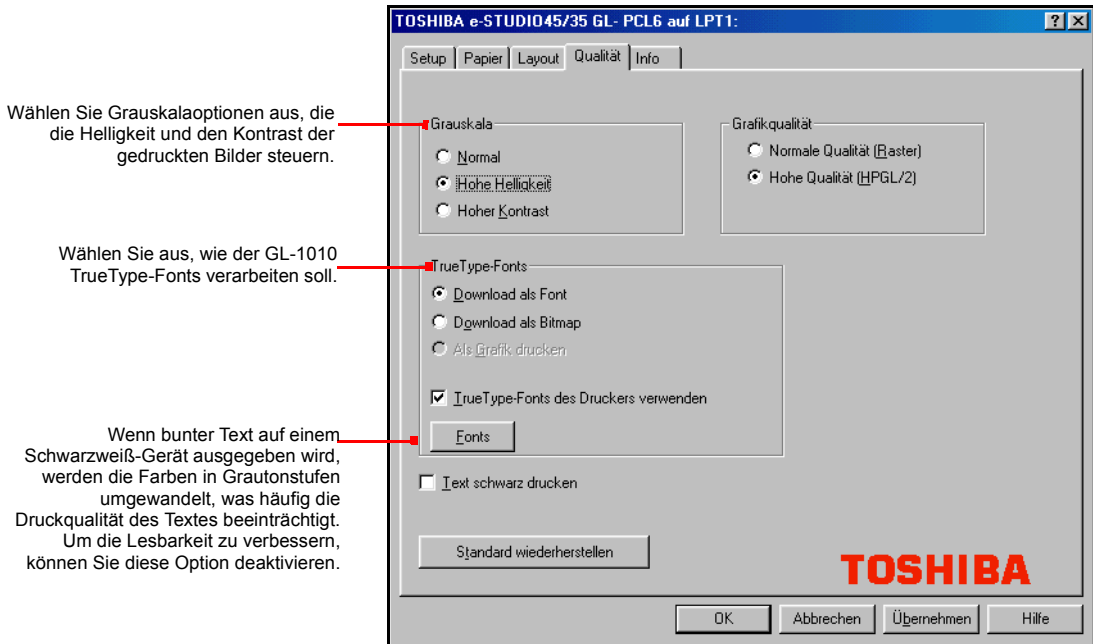 TOSHIBA e-STUDIO45/35 GL- PCL6 auf LPT1:
Setup Papier Layout Qualität Info
Wählen Sie Grauskalaoptionen aus, die
die Helligkeit und den Kontrast der
gedruckten Bilder steuern.
Grauskala
Normal
Hohe Helligkeit
Hoher Kontrast
Grafikqualität
Normale Qualität (Raster)
Hohe Qualität (HPGL/2)
Wählen Sie aus, wie der GL-1010
TrueType-Fonts verarbeiten soll.
TrueType-Fonts
Download als Font
Download als Bitmap
Als Grafik drucken
TrueType-Fonts des Druckers verwenden
Fonts
Wenn bunter Text auf einem
Schwarzweiß-Gerät ausgegeben wird,
werden die Farben in Grautonstufen
umgewandelt, was häufig die
Druckqualität des Textes beeinträchtigt.
Um die Lesbarkeit zu verbessern,
können Sie diese Option deaktivieren.
Text schwarz drucken
Standard wiederherstellen
TOSHIBA
OK Abbrechen Übernehmen Hilfe